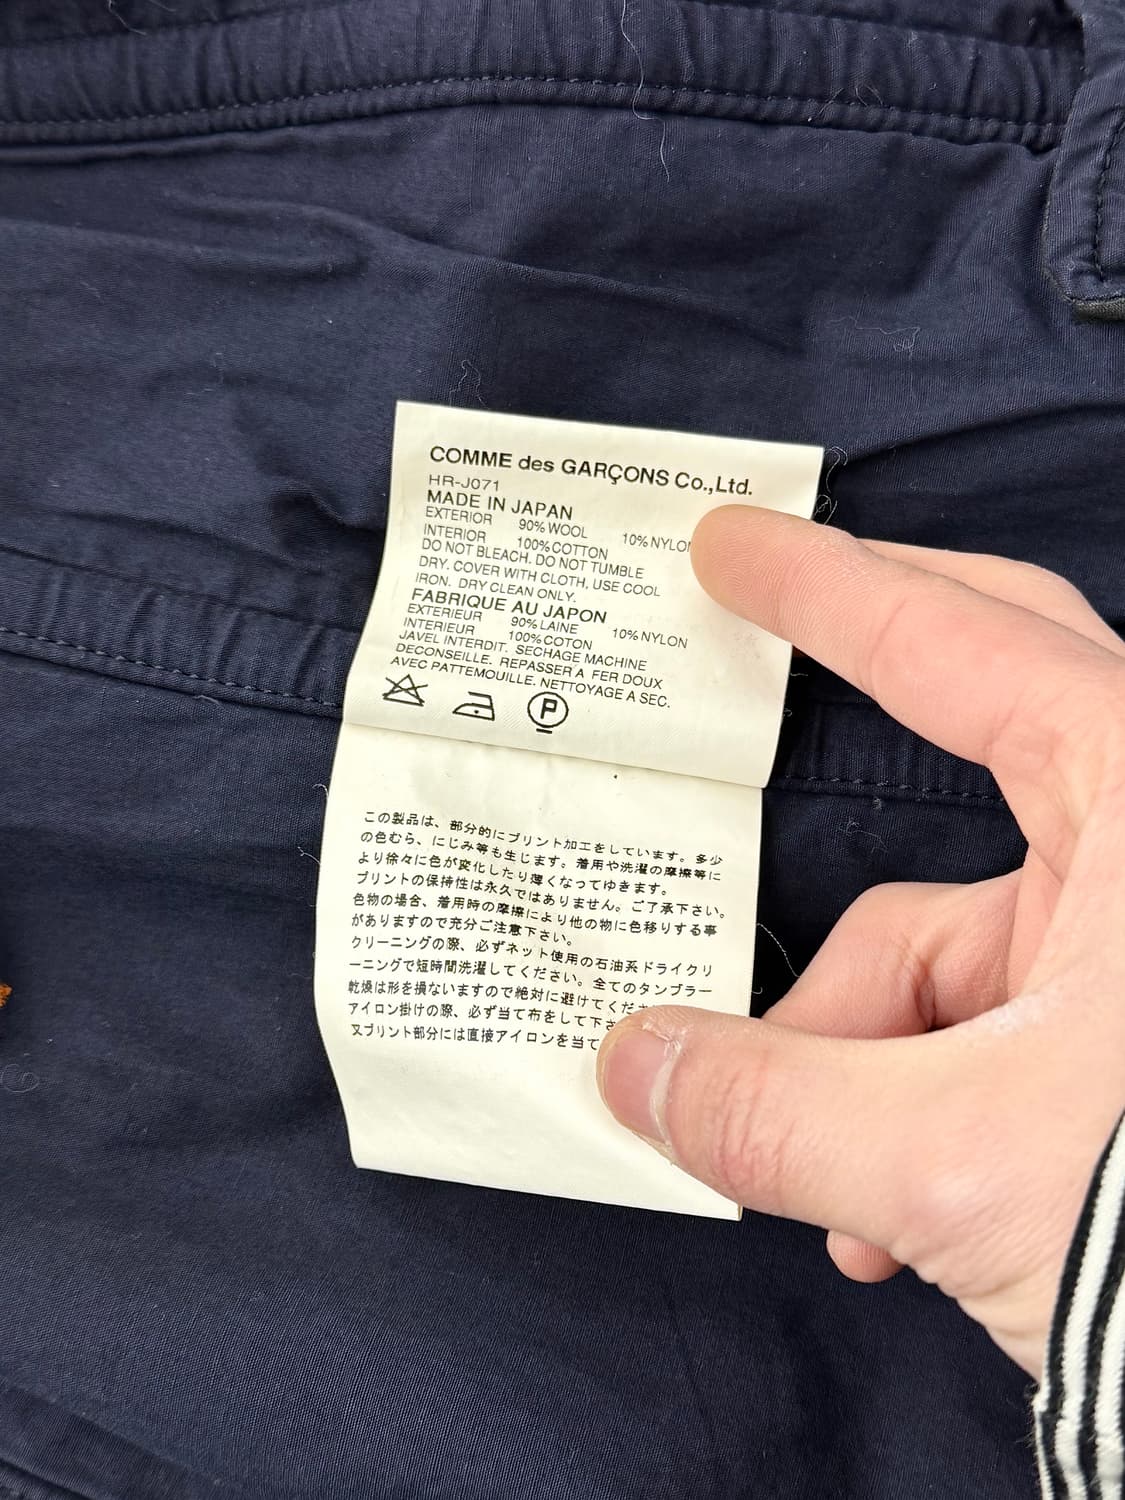 COMME des GARÇONS Co.,Ltd.
HR-J071
MADE IN JAPAN
EXTERIOR 90%WOOL 10%NYLON
INTERIOR 100%COTTON
DO NOT BLEACH. DO NOT TUMBLE
DRY. COVER WITH CLOTH, USE COOL
IRON. DRY CLEAN ONLY.
FABRIQUE AU JAPON
EXTERIEUR 90%LAINE 10%NYLON
INTERIEUR 100%COTON
JAVEL INTERDIT. SECHAGE MACHINE
DECONSEILLE. REPASSER A FER DOUX
AVEC PATTEMOUILLE. NETTOYAGE A SEC.
P
この製品は、部分的にプリント加工をしています。多少
の色むら、にじみ等も生じます。着用や洗濯の摩擦等に
より徐々に色が変化したり薄くなってゆきます。
プリントの保持性は永久ではありません。ご了承下さい。
色物の場合、着用時の摩擦により他の物に色移りする事
がありますので充分ご注意下さい。
クリーニングの際、必ずネット使用の石油系ドライクリ
ーニングで短時間洗濯してください。全てのタンブラー
乾燥は形を損ないますので絶対に避けてくだ
アイロン掛けの際、必ず当て布をして下さ
又プリント部分には直接アイロンを当て